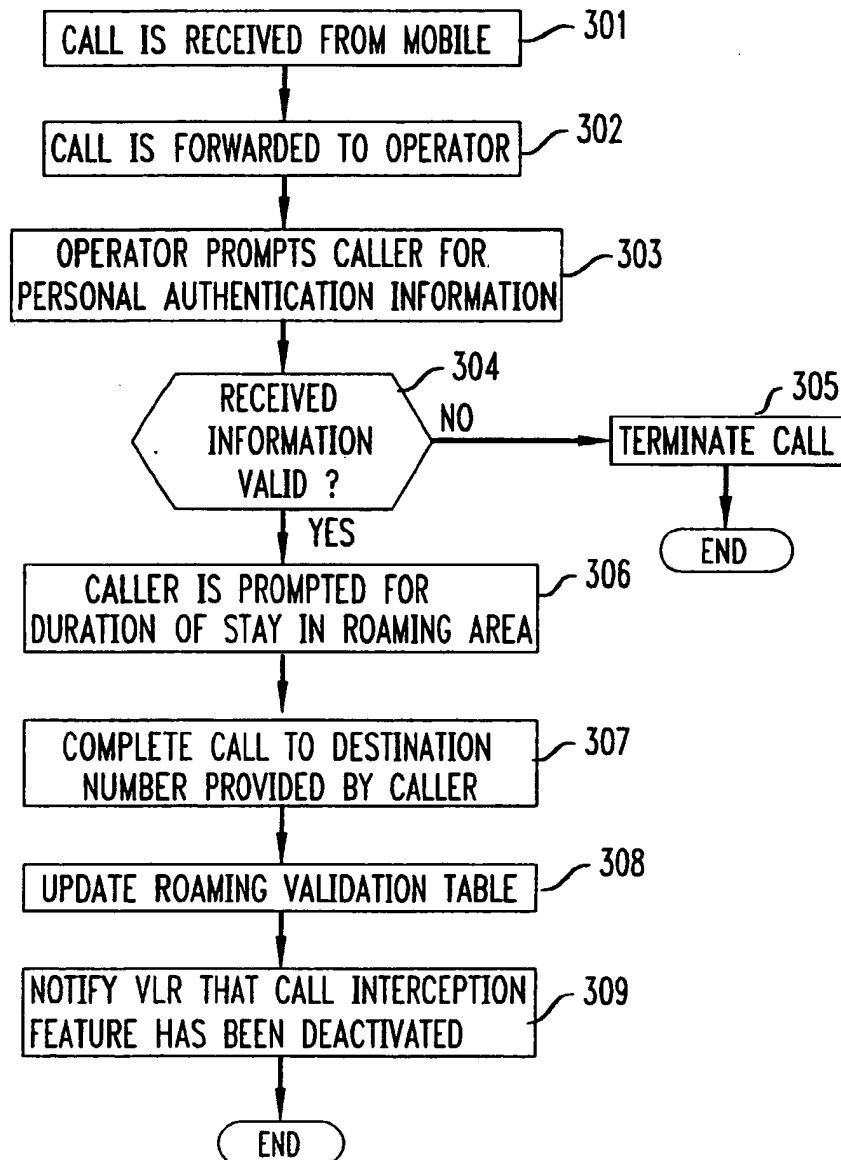 CALL IS RECEIVED FROM MOBILE
301
CALL IS FORWARDED TO OPERATOR
302
OPERATOR PROMPTS CALLER FOR
PERSONAL AUTHENTICATION INFORMATION
303
RECEIVED
INFORMATION
VALID ?
304
NO
305
TERMINATE CALL
END
YES
CALLER IS PROMPTED FOR
DURATION OF STAY IN ROAMING AREA
306
COMPLETE CALL TO DESTINATION
NUMBER PROVIDED BY CALLER
307
UPDATE ROAMING VALIDATION TABLE
308
NOTIFY VLR THAT CALL INTERCEPTION
FEATURE HAS BEEN DEACTIVATED
309
END